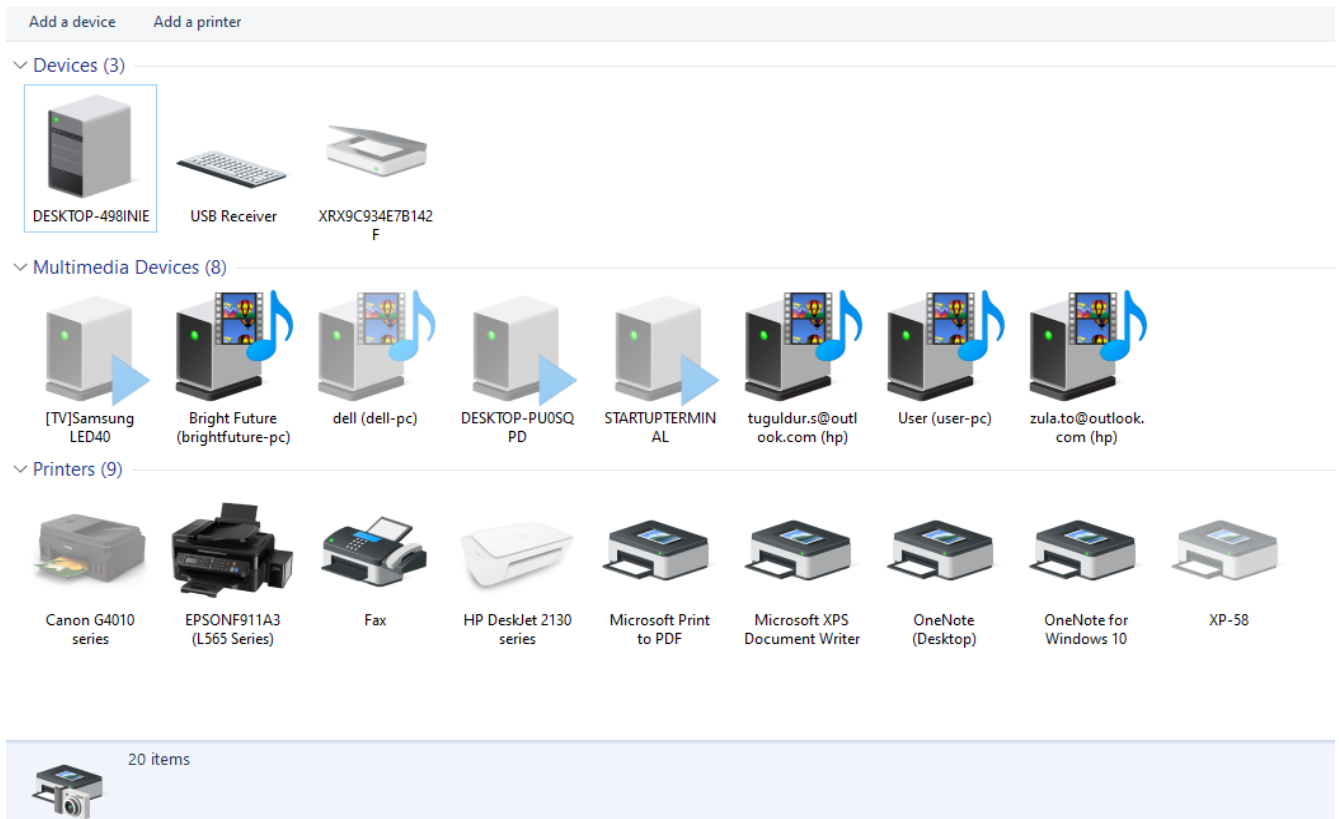 Add a device Add a printer
Devices (3)
DESKTOP-498INIE USB Receiver XRX9C934E7B142
F
Multimedia Devices (8)
[TV]Samsung Bright Future dell (dell-pc) DESKTOP-PU0SQ STARTUPTERMIN tuguldur.s@outl User (user-pc) zula.to@outlook.
LED40 (brightfuture-pc) PD AL ook.com (hp) com (hp)
Printers (9)
Canon G4010 EPSONF911A3 Fax HP DeskJet 2130 Microsoft Print Microsoft XPS OneNote OneNote for XP-58
series (L565 Series) series to PDF Document Writer (Desktop) Windows 10
20 items